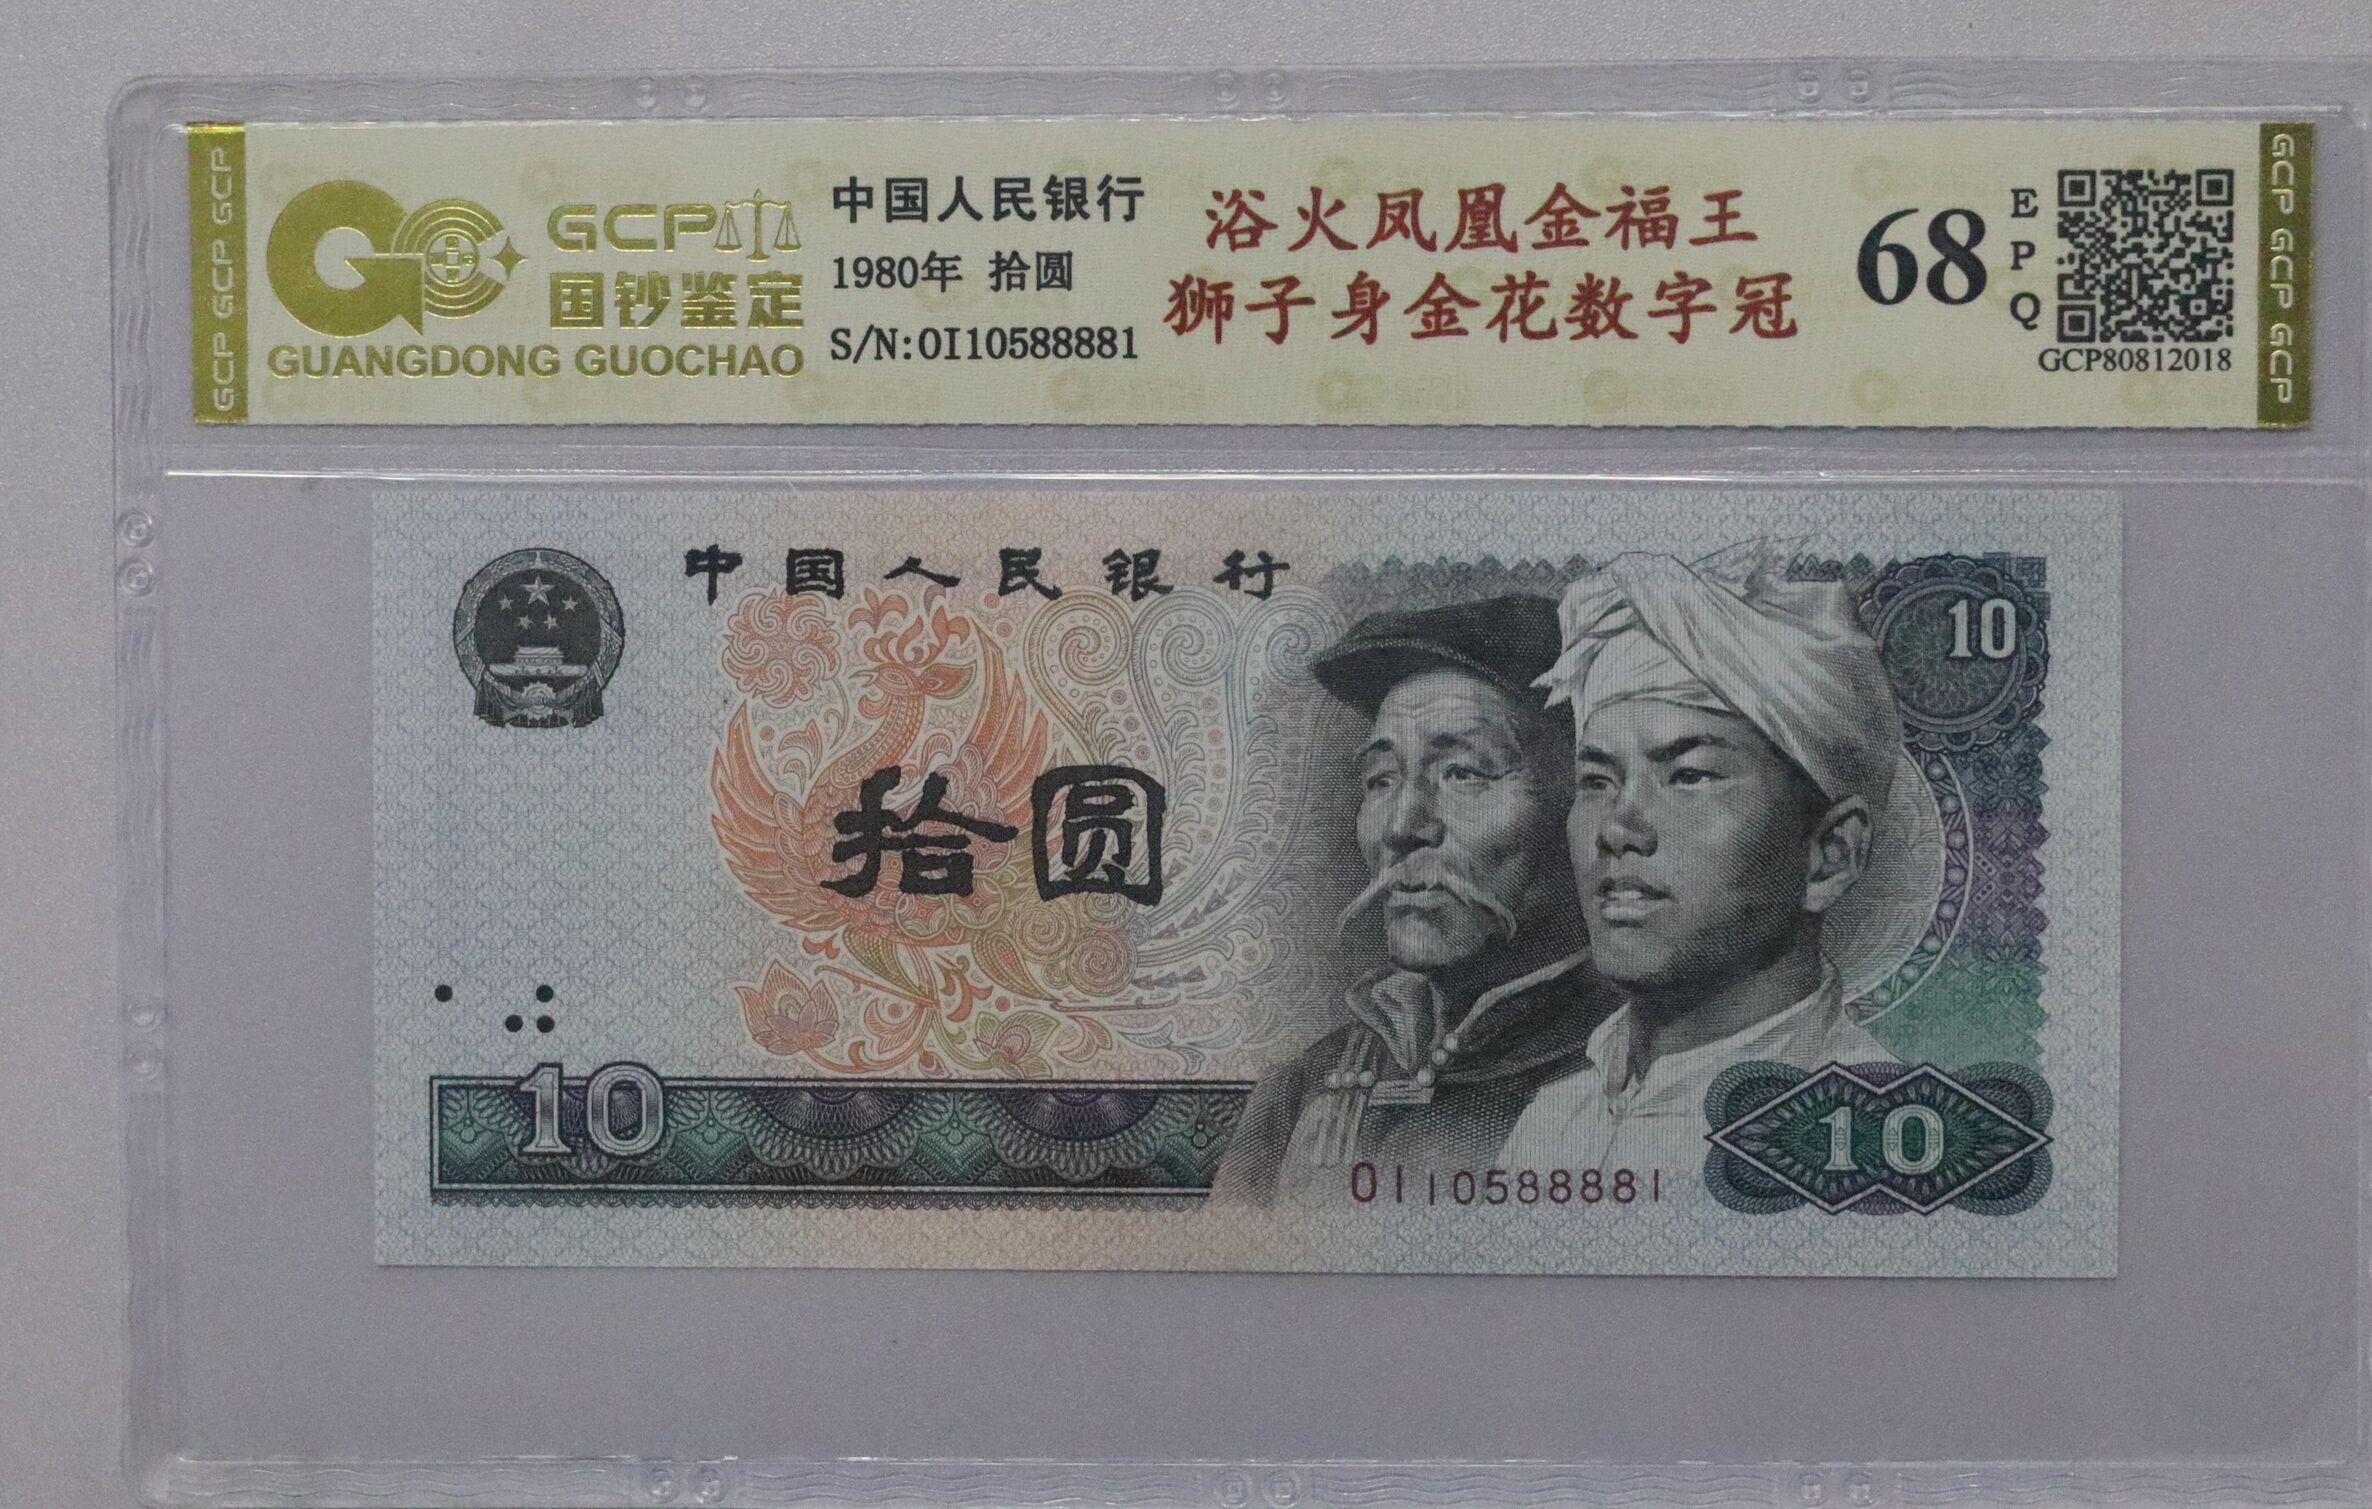 GCP GCP GCP
GCP
国钞鉴定
GUANGDONG GUOCHAO
中国人民银行
1980年 拾圆
S/N:OI10588881
浴火凤凰金福王
狮子身金花数字冠
68
EPQ
GCP80812018
GCP GCP GCP
中国人民银行
10
拾圆
10
10
OI10588881